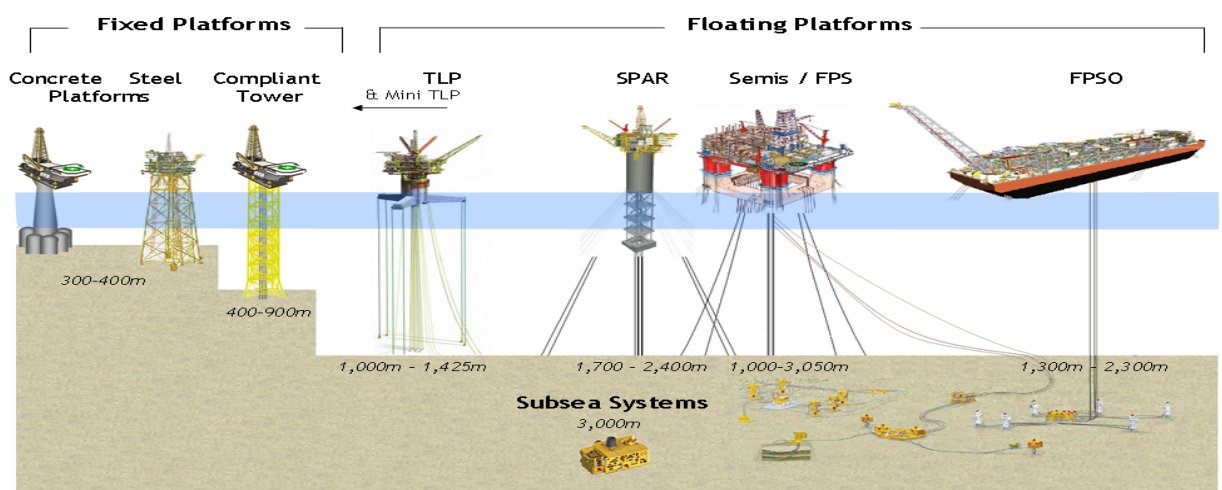 Fixed Platforms
Floating Platforms
Concrete Steel
Platforms
Compliant
Tower
TLP
& Mini TLP
SPAR
Semis / FPS
FPSO
300-400m
400-900m
1,000m - 1,425m
1,700 - 2,400m
1,000-3,050m
1,300m - 2,300m
Subsea Systems
3,000m